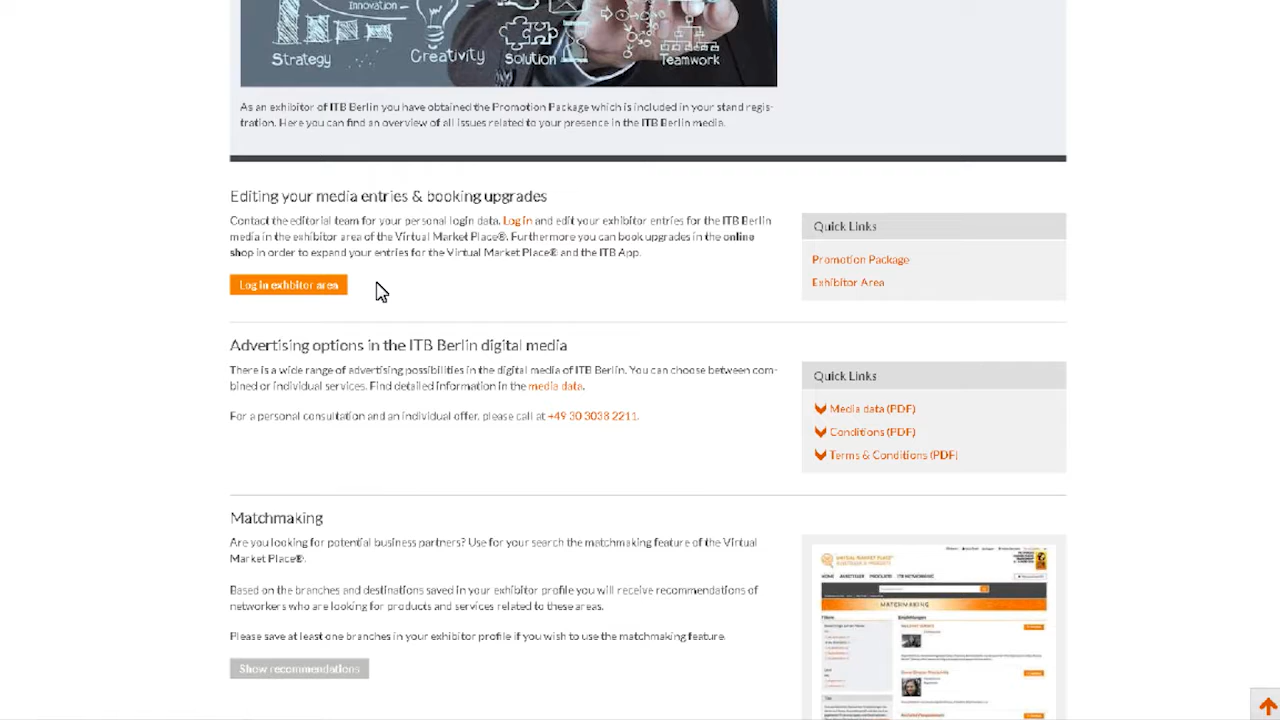 Innovation
Strategy
Creativity
Solution
Teamwork
As an exhibitor of ITB Berlin you have obtained the Promotion Package which is included in your stand regis-
tration. Here you can find an overview of all issues related to your presence in the ITB Berlin media.
Editing your media entries & booking upgrades
Contact the editorial team for your personal login data. Log in and edit your exhibitor entries for the ITB Berlin
media in the exhibitor area of the Virtual Market Place®. Furthermore you can book upgrades in the online
shop in order to expand your entries for the Virtual Market Place® and the ITB App.
Log in exhbitor area
Quick Links
Promotion Package
Exhibitor Area
Advertising options in the ITB Berlin digital media
There is a wide range of advertising possibilities in the digital media of ITB Berlin. You can choose between com-
bined or individual services. Find detailed information in the media data.
For a personal consultation and an individual offer, please call at +49 30 3038 2211.
Quick Links
Media data (PDF)
Conditions (PDF)
Terms & Conditions (PDF)
Matchmaking
Are you looking for potential business partners? Use for your search the matchmaking feature of the Virtual
Market Place®.
Based on the branches and destinations saved in your exhibitor profile you will receive recommendations of
networkers who are looking for products and services related to these areas.
Please save at least two branches in your exhibitor profile if you wish to use the matchmaking feature.
Show recommendations
VIRTUAL MARKET PLACE
HOME AUSSTELLER PRODUKTE ITB NETWORKING
MATCHMAKING